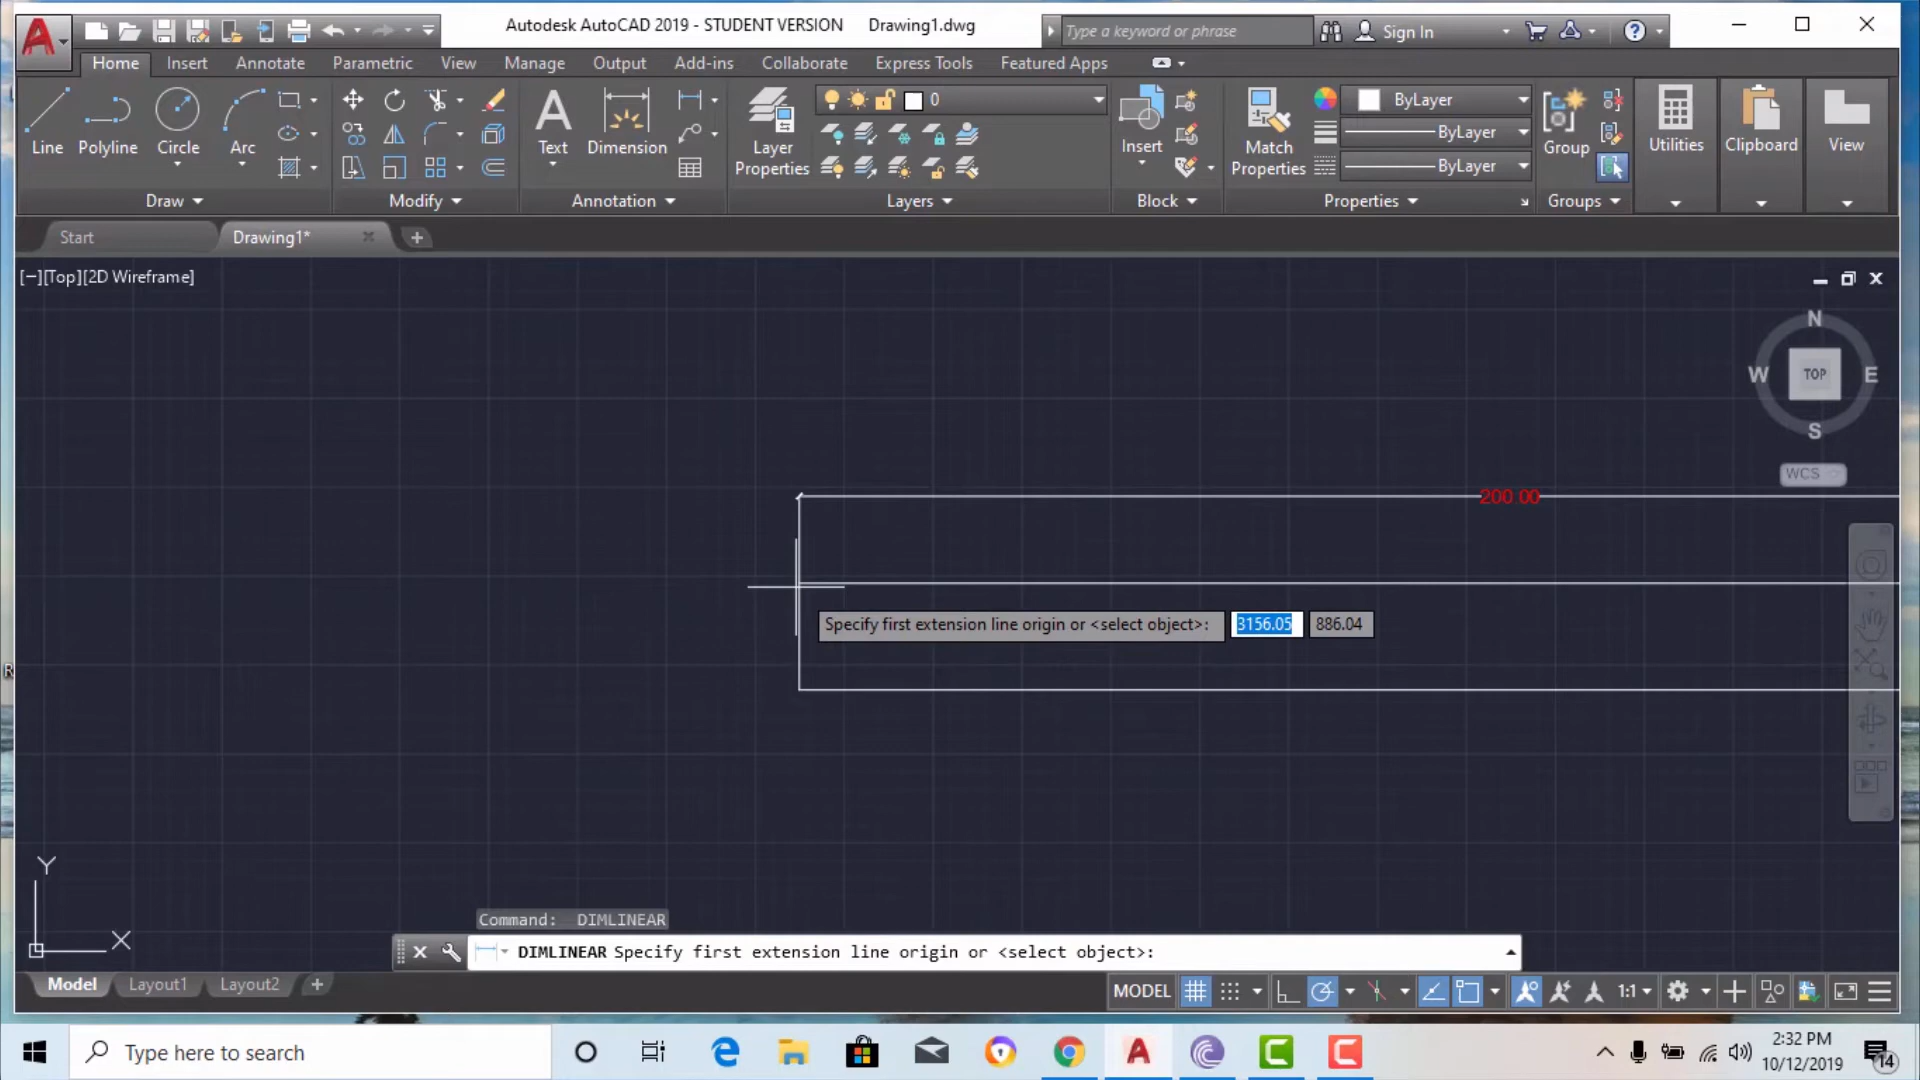 Autodesk AutoCAD 2019 - STUDENT VERSION Drawing1.dwg
Type a keyword or phrase
Sign In
Home Insert Annotate Parametric View Manage Output Add-ins Collaborate Express Tools Featured Apps
Line Polyline Circle Arc
Text Dimension
Layer Properties
0
Insert
Match Properties
ByLayer
ByLayer
ByLayer
Group
Utilities Clipboard View
Draw Modify Annotation Layers Block Properties Groups
Start Drawing1*
[−][Top][2D Wireframe]
N
W TOP E
S
WCS
200.00
Specify first extension line origin or <select object>: 3156.05 886.04
R
Y
X
Command: DIMLINEAR
DIMLINEAR Specify first extension line origin or <select object>:
Model Layout1 Layout2
MODEL 1:1
Type here to search
2:32 PM
10/12/2019
14